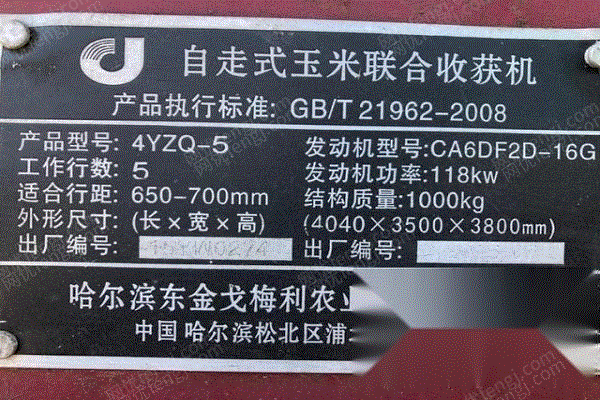 自走式玉米联合收获机
产品执行标准: GB/T 21962-2008
产品型号: 4YZQ-5 发动机型号:CA6DF2D-16G
工作行数: 5 发动机功率:118kw
适合行距: 650-700mm 结构质量:1000kg
外形尺寸: (长×宽×高) (4040×3500×3800mm)
出厂编号: 出厂编号:
哈尔滨东金戈梅利农业
中国 哈尔滨松北区浦